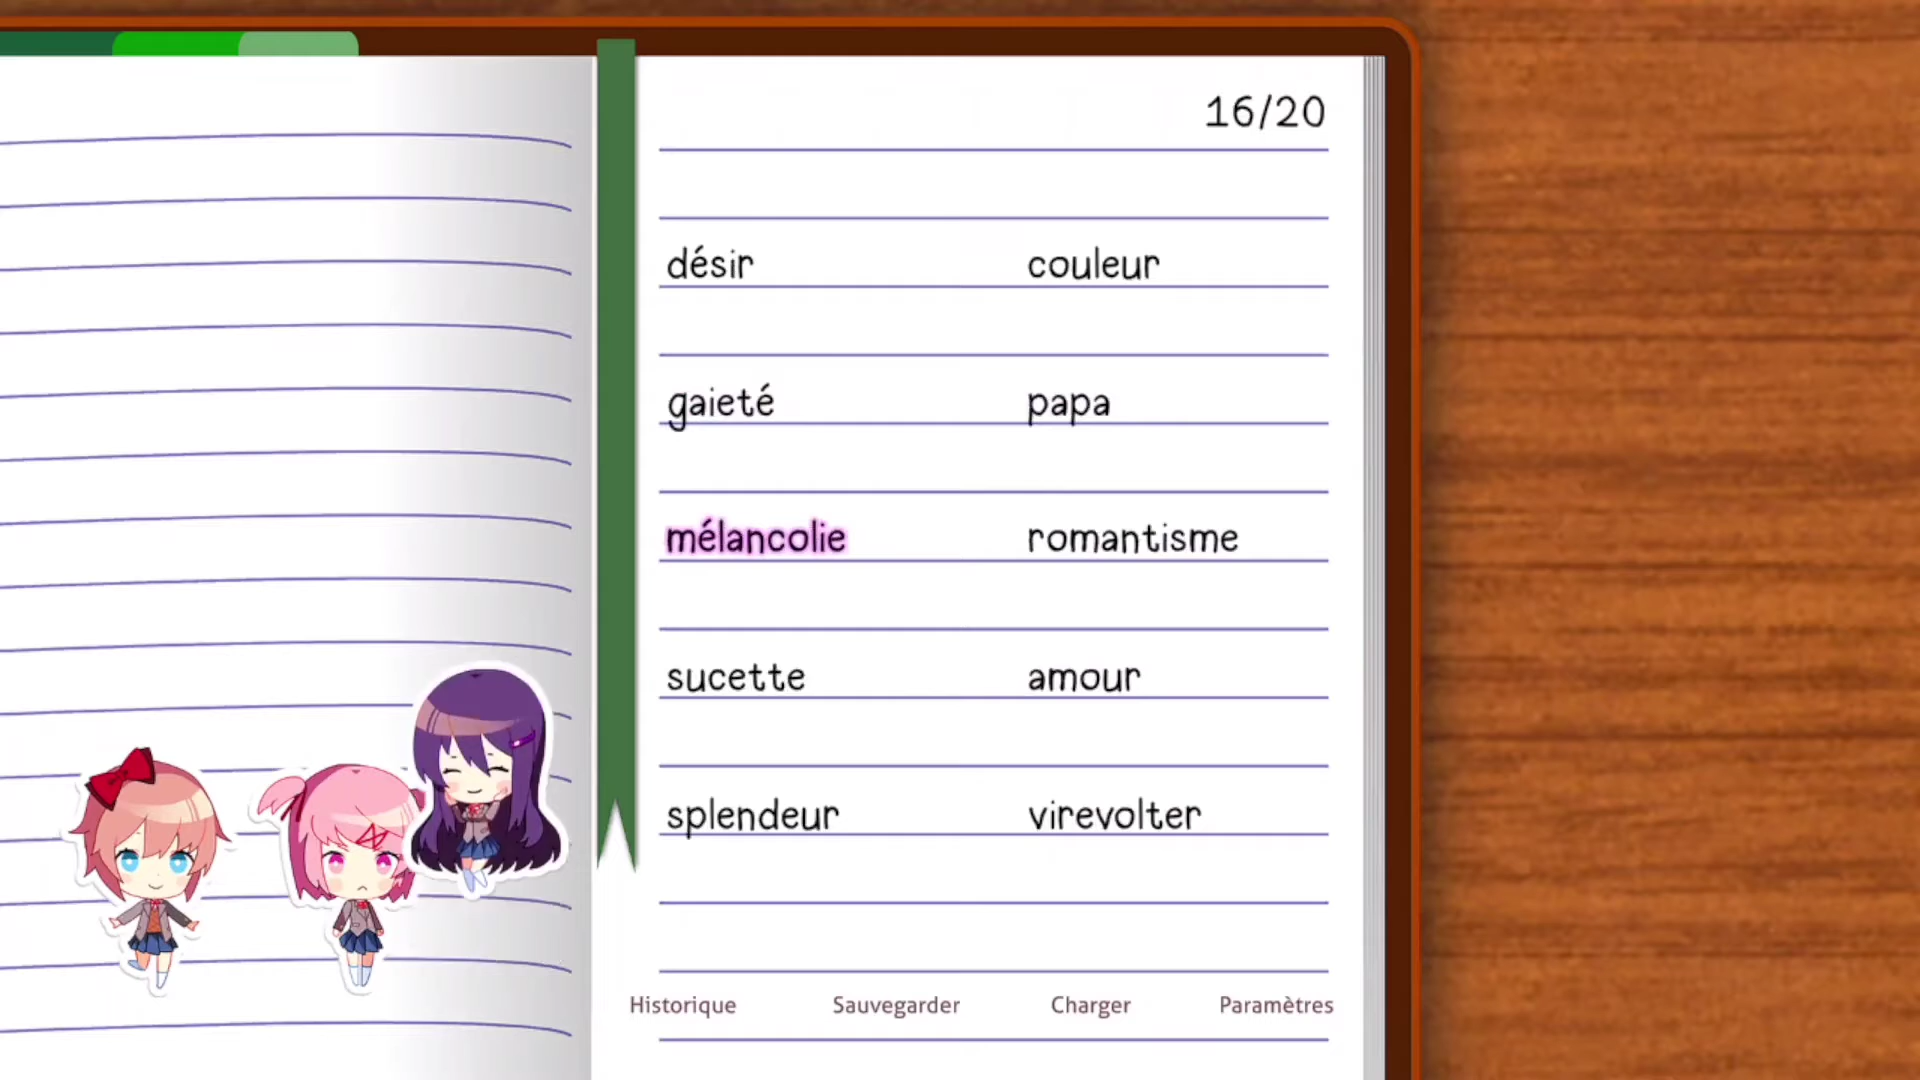 16/20
désir couleur
gaieté papa
mélancolie romantisme
sucette amour
splendeur virevolter
Historique Sauvegarder Charger Paramètres